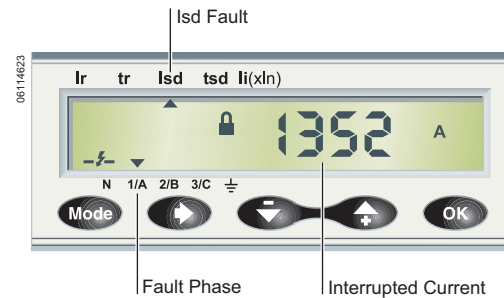 Isd Fault
06114623
Ir tr Isd tsd Ii(xIn)
1352 A
N 1/A 2/B 3/C
Mode OK
Fault Phase Interrupted Current